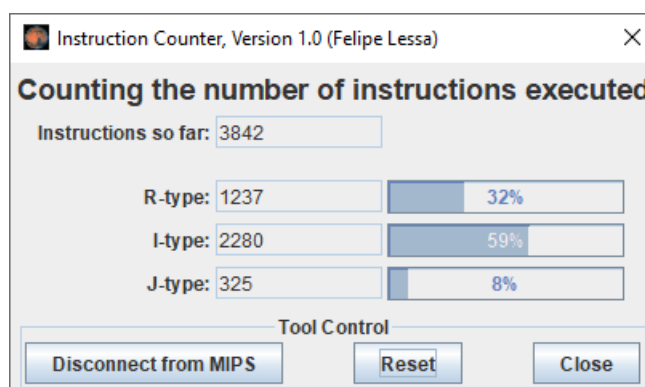 Instruction Counter, Version 1.0 (Felipe Lessa)
Counting the number of instructions executed
Instructions so far: 3842
R-type: 1237 32%
I-type: 2280 59%
J-type: 325 8%
Tool Control
Disconnect from MIPS Reset Close